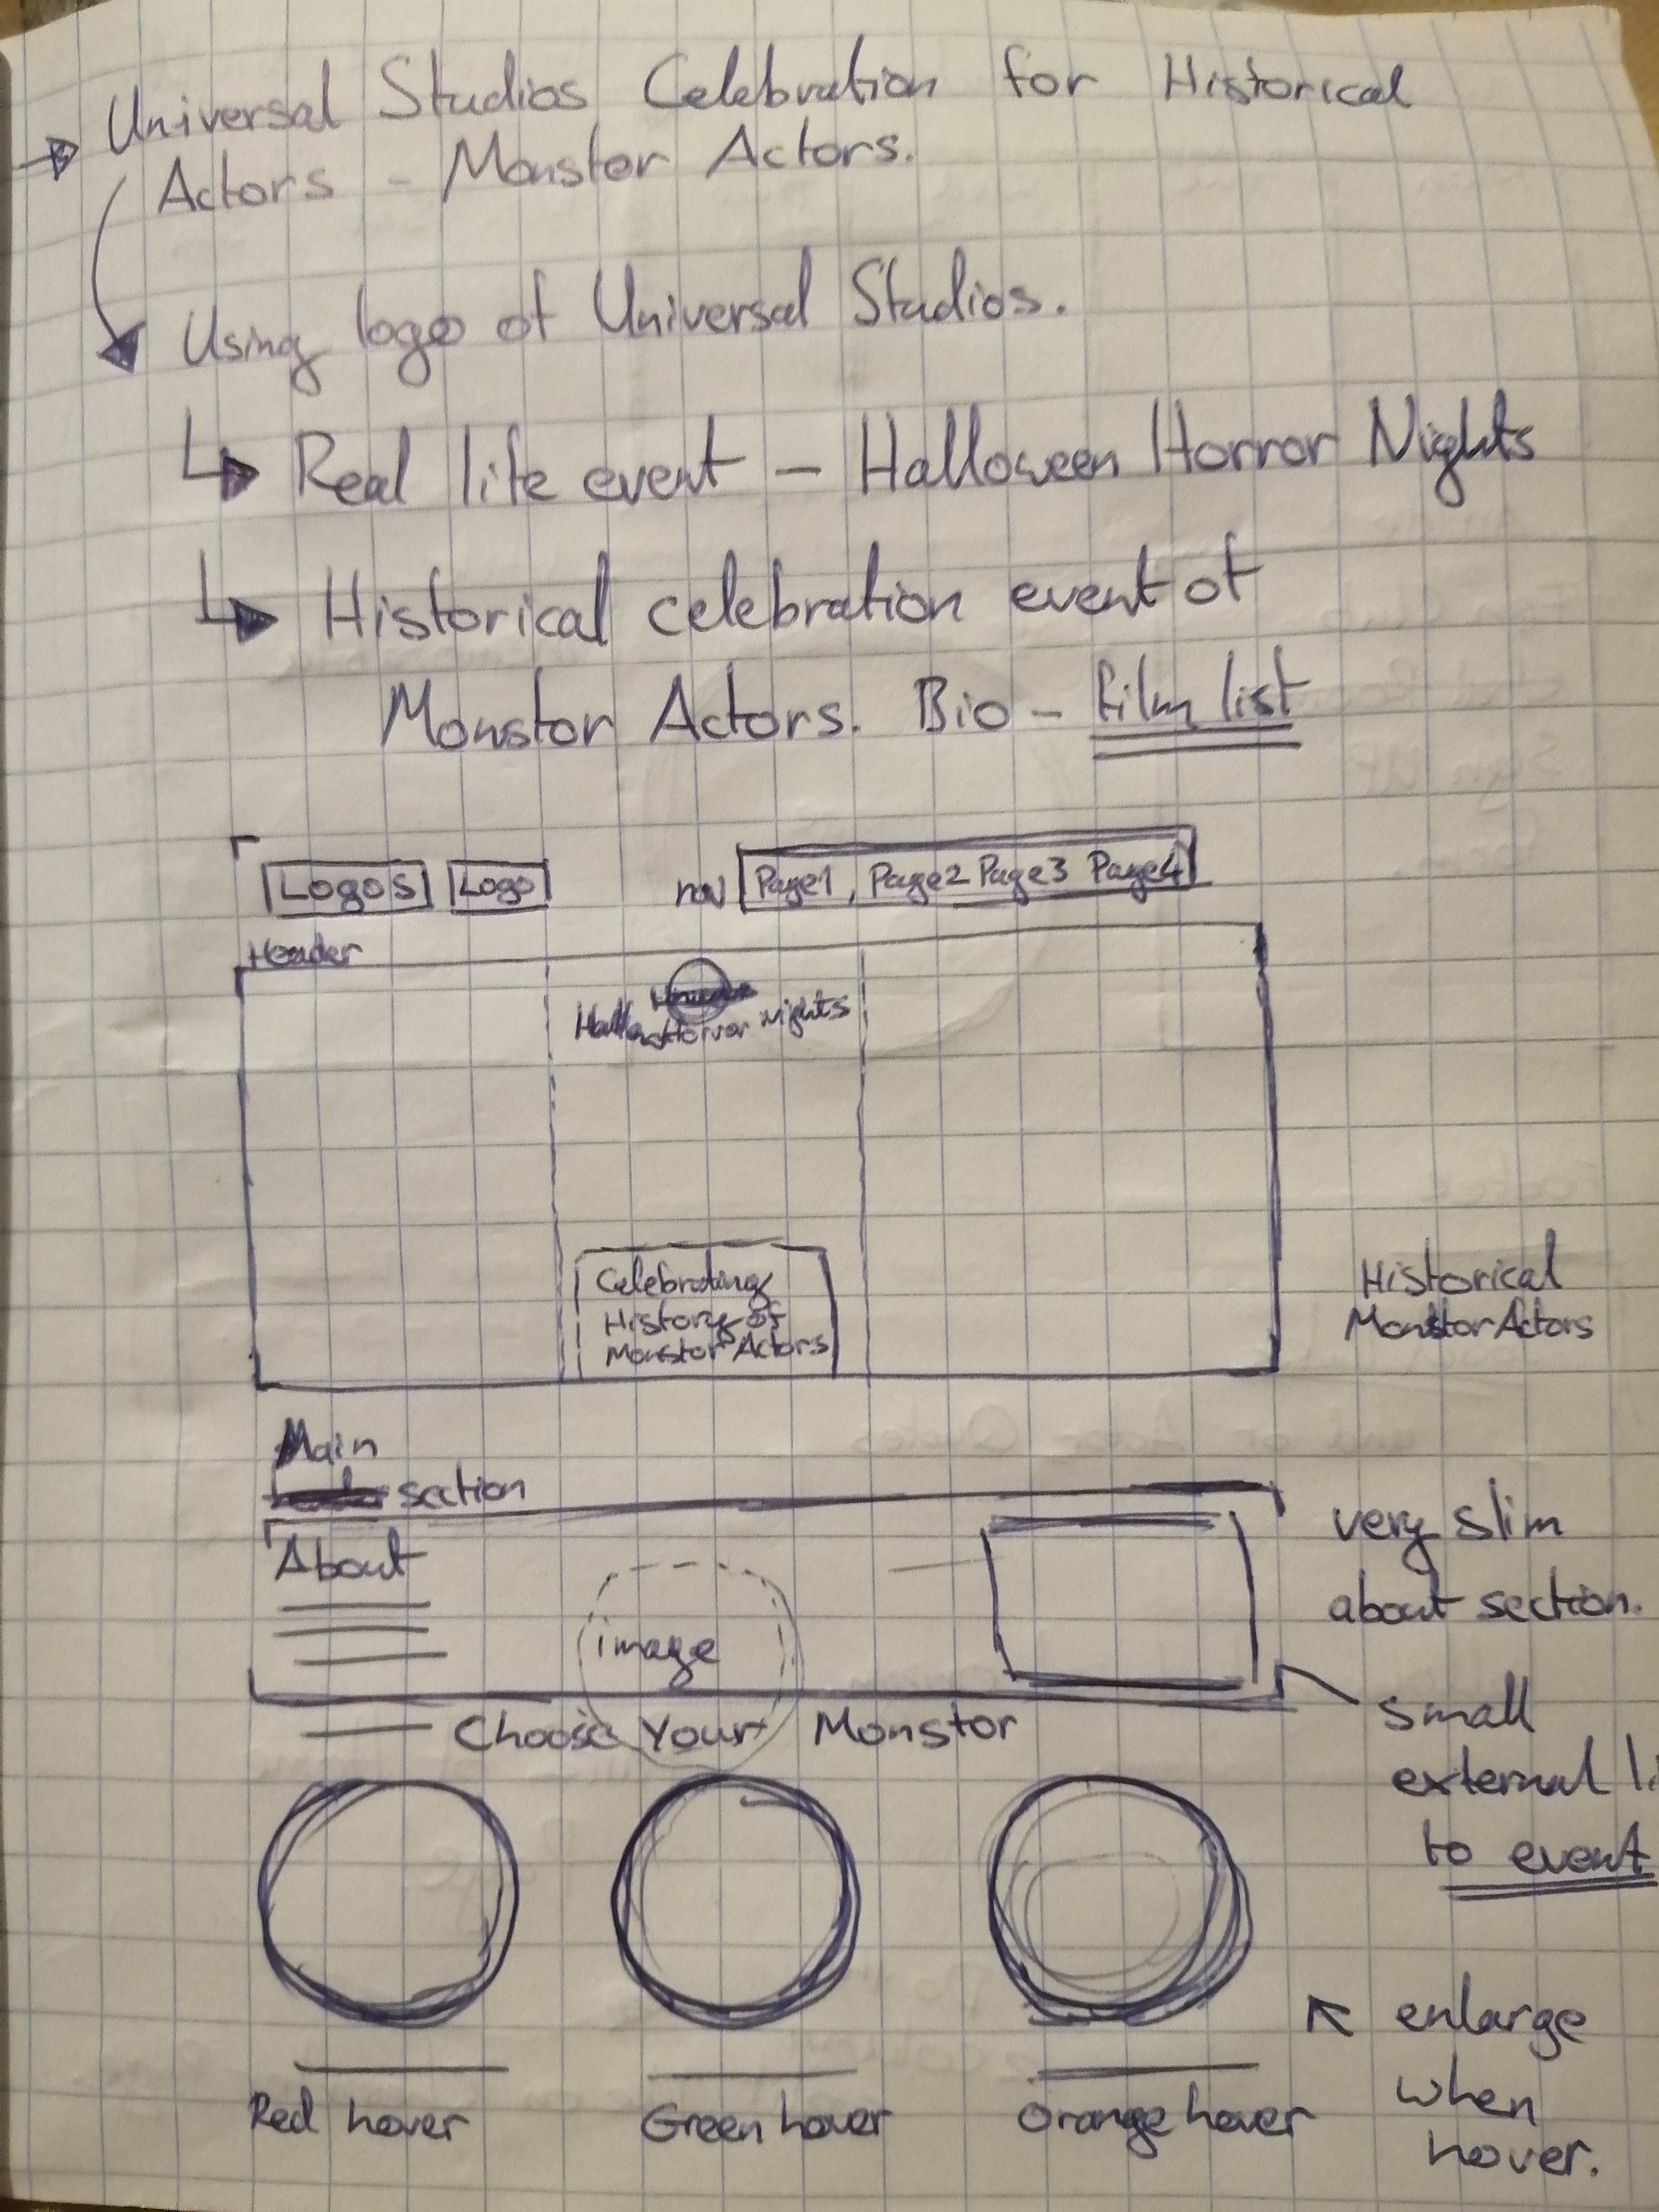 Universal Studios Celebration for Historical
Actors - Monstor Actors.
Using logo of Universal Studios.
Real life event - Halloween Horror Nights
Historical celebration event of
Monstor Actors. Bio - film list
Logos Logo nav Page1, Page2 Page3 Page4
Header
Horror nights
Celebrating
History of
Monstor Actors
Historical
Monstor Actors
Main
section
About
image
very slim
about section.
small
external
to event
Choose Your Monstor
Red hover
Green hover
Orange hover
enlarge
when
hover.